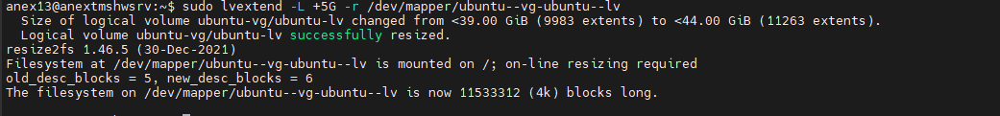 anex13@anextmshwsrv:~$ sudo lvextend -L +5G -r /dev/mapper/ubuntu--vg-ubuntu--lv
Size of logical volume ubuntu-vg/ubuntu-lv changed from <39.00 GiB (9983 extents) to <44.00 GiB (11263 extents).
Logical volume ubuntu-vg/ubuntu-lv successfully resized.
resize2fs 1.46.5 (30-Dec-2021)
Filesystem at /dev/mapper/ubuntu--vg-ubuntu--lv is mounted on /; on-line resizing required
old_desc_blocks = 5, new_desc_blocks = 6
The filesystem on /dev/mapper/ubuntu--vg-ubuntu--lv is now 11533312 (4k) blocks long.